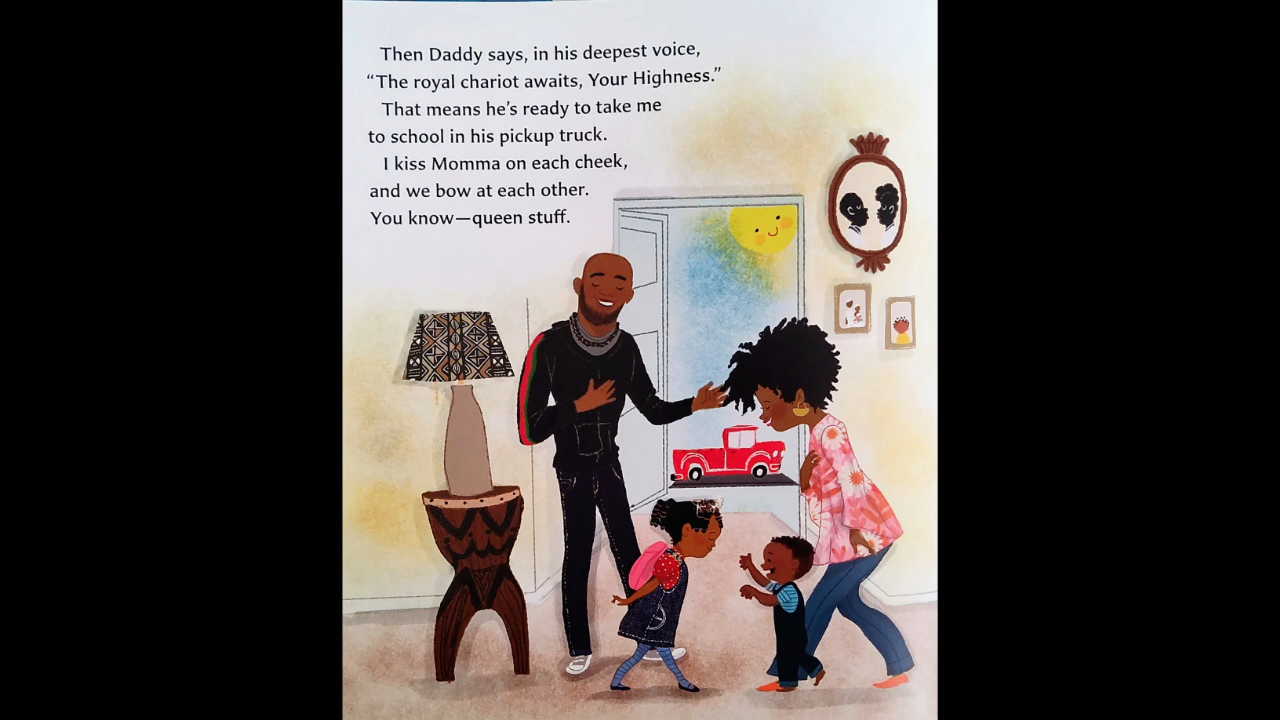 Then Daddy says, in his deepest voice,
“The royal chariot awaits, Your Highness.”
That means he’s ready to take me
to school in his pickup truck.
I kiss Momma on each cheek,
and we bow at each other.
You know—queen stuff.